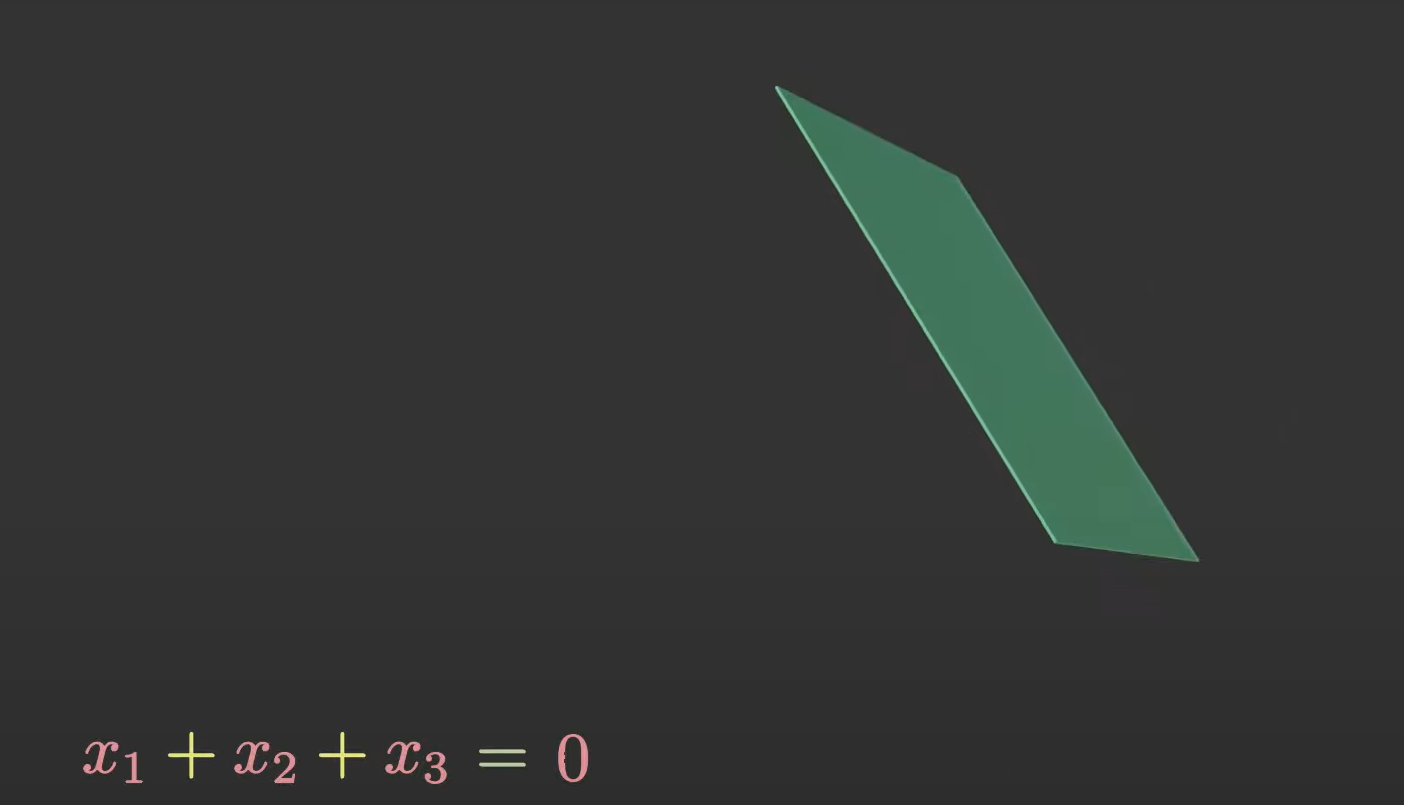 x₁ + x₂ + x₃ = 0